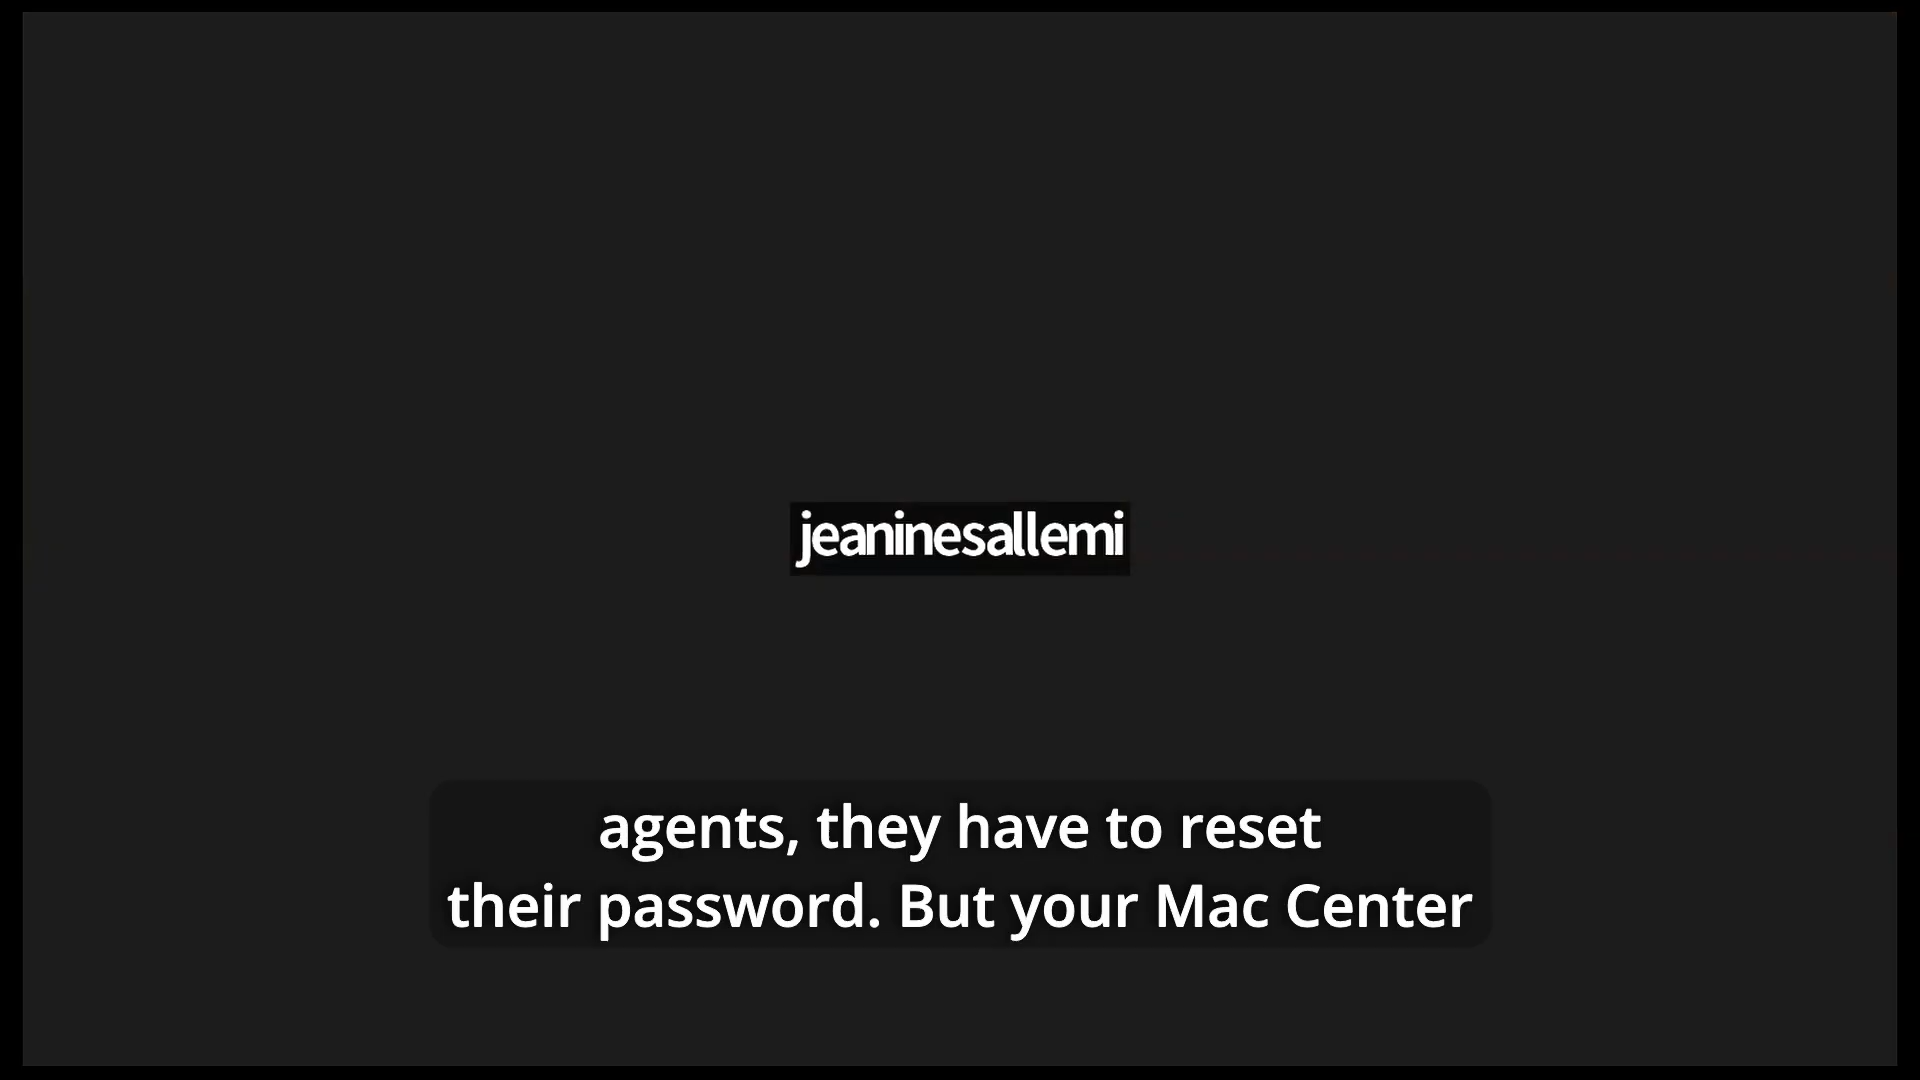 jeaninesallemi
agents, they have to reset
their password. But your Mac Center